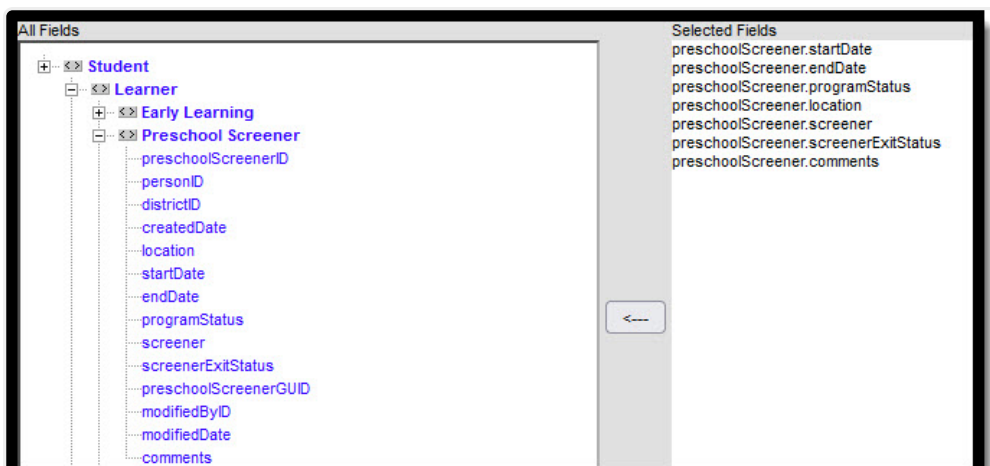 All Fields
Student
Learner
Early Learning
Preschool Screener
preschoolScreenerID
personID
districtID
createdDate
location
startDate
endDate
programStatus
screener
screenerExitStatus
preschoolScreenerGUID
modifiedByID
modifiedDate
comments
<---
Selected Fields
preschoolScreener.startDate
preschoolScreener.endDate
preschoolScreener.programStatus
preschoolScreener.location
preschoolScreener.screener
preschoolScreener.screenerExitStatus
preschoolScreener.comments